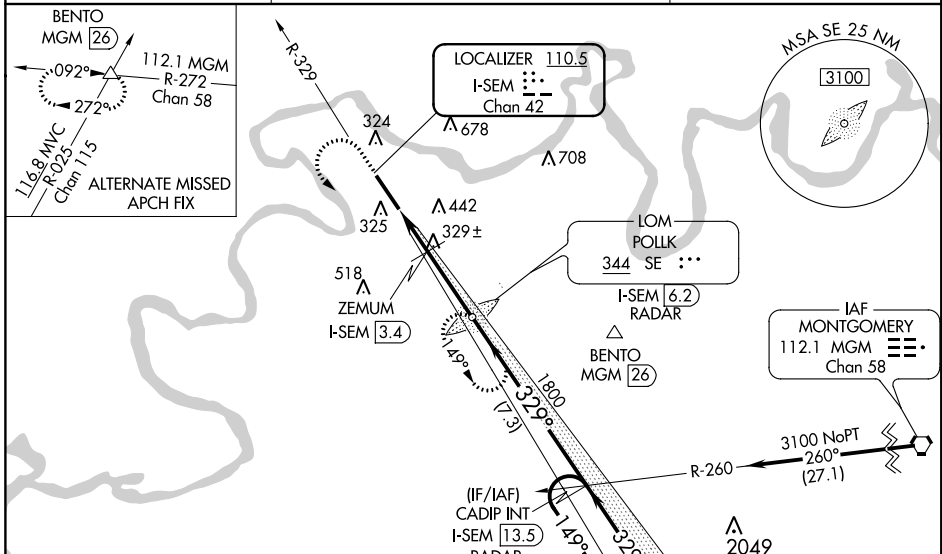 BENTO
MGM 26
112.1 MGM
R-272
Chan 58
092°
272°
116.8 MVC
R-025
Chan 115
ALTERNATE MISSED
APCH FIX
R-329
LOCALIZER 110.5
I-SEM
Chan 42
MSA SE 25 NM
3100
324
678
708
325
442
329±
518
ZEMUM
I-SEM 3.4
LOM
POLLK
344 SE
I-SEM 6.2
RADAR
BENTO
MGM 26
IAF
MONTGOMERY
112.1 MGM
Chan 58
149°
(7.3)
1800
329°
3100 NoPT
260°
(27.1)
R-260
(IF/IAF)
CADIP INT
I-SEM 13.5
RADAR
149°
329°
2049